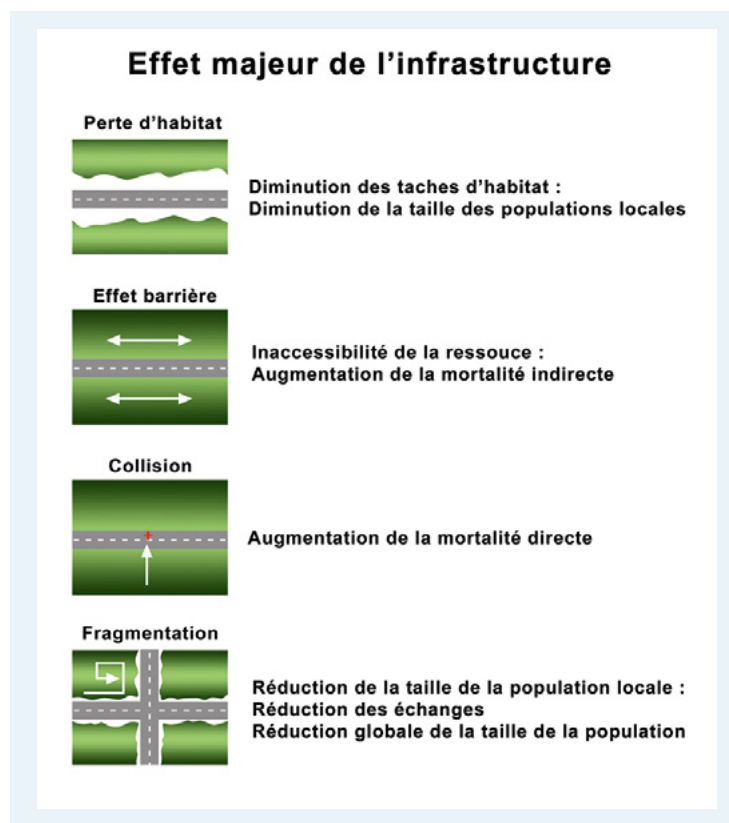 Effet majeur de l’infrastructure
Perte d’habitat
Diminution des taches d’habitat :
Diminution de la taille des populations locales
Effet barrière
Inaccessibilité de la ressouce :
Augmentation de la mortalité indirecte
Collision
Augmentation de la mortalité directe
Fragmentation
Réduction de la taille de la population locale :
Réduction des échanges
Réduction globale de la taille de la population